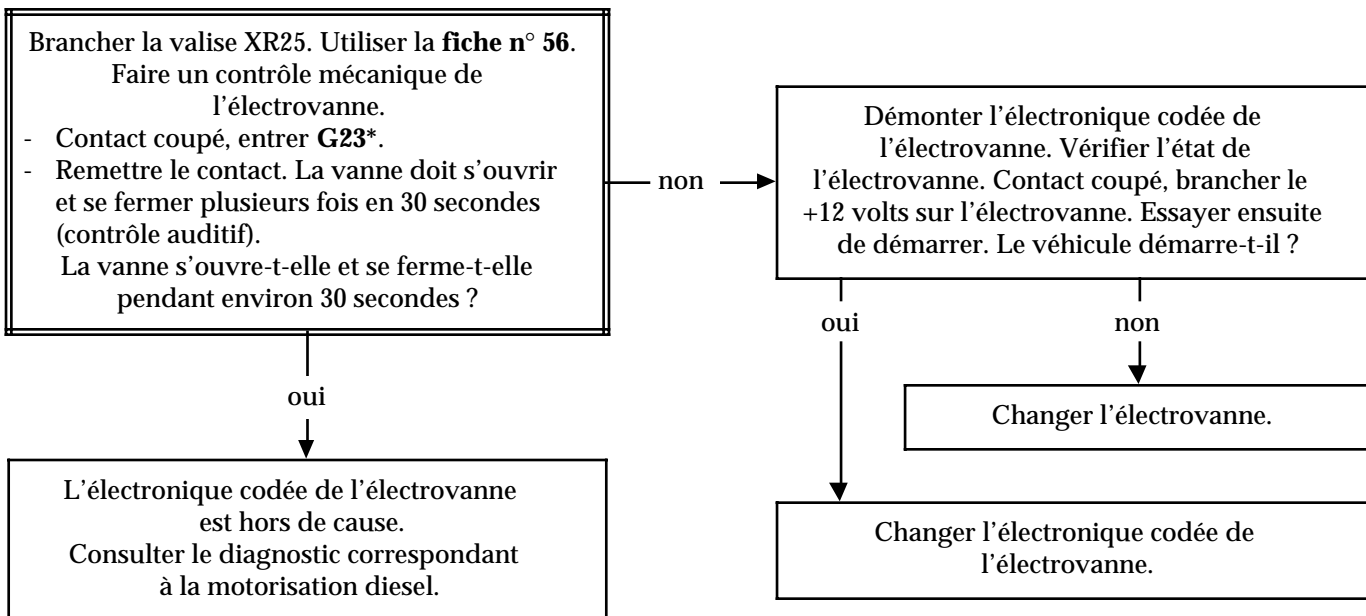 Brancher la valise XR25. Utiliser la fiche n° 56.
Faire un contrôle mécanique de
l’électrovanne.
- Contact coupé, entrer G23*.
- Remettre le contact. La vanne doit s’ouvrir
et se fermer plusieurs fois en 30 secondes
(contrôle auditif).
La vanne s’ouvre-t-elle et se ferme-t-elle
pendant environ 30 secondes ?
non
Démonter l’électronique codée de
l’électrovanne. Vérifier l’état de
l’électrovanne. Contact coupé, brancher le
+12 volts sur l’électrovanne. Essayer ensuite
de démarrer. Le véhicule démarre-t-il ?
oui
non
oui
Changer l’électrovanne.
L’électronique codée de l’électrovanne
est hors de cause.
Consulter le diagnostic correspondant
à la motorisation diesel.
Changer l’électronique codée de
l’électrovanne.